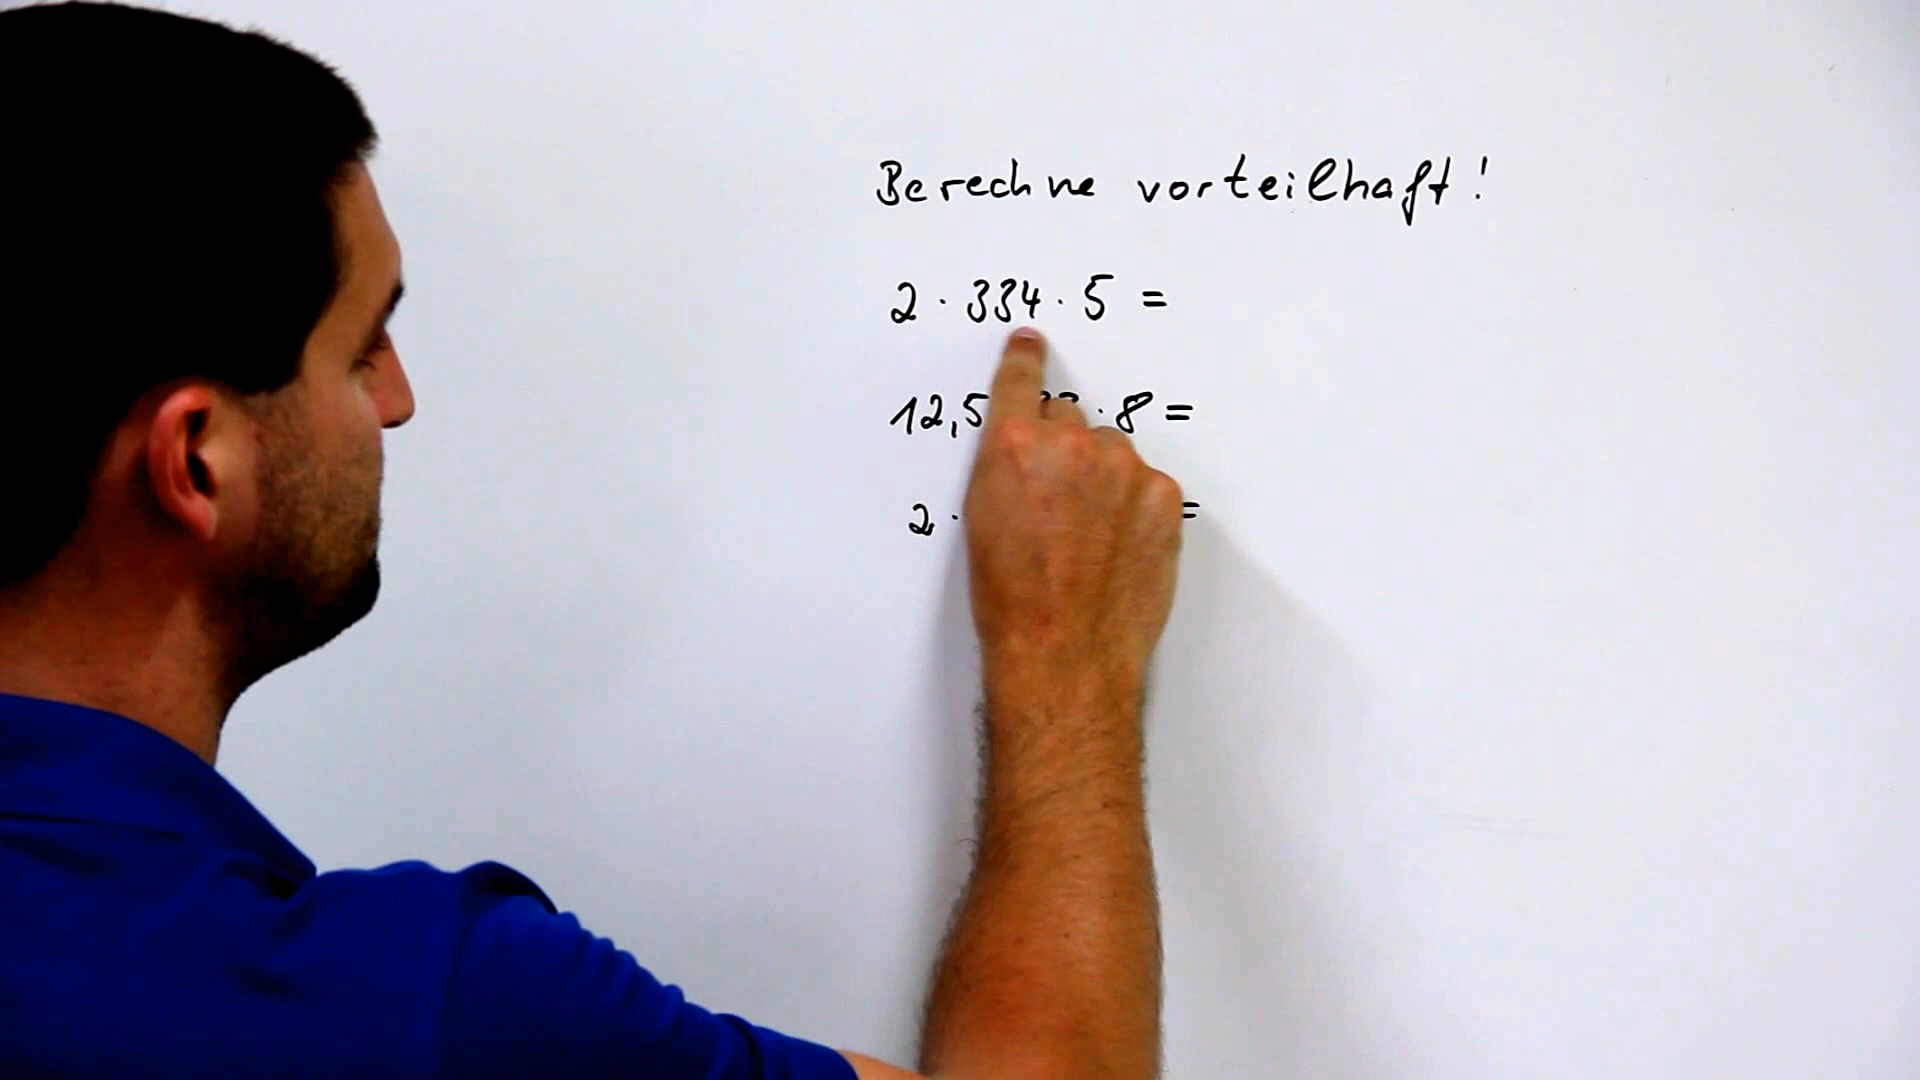 Berechne vorteilhaft!
2 · 334 · 5 =
12,5 · 8 =
2 · =